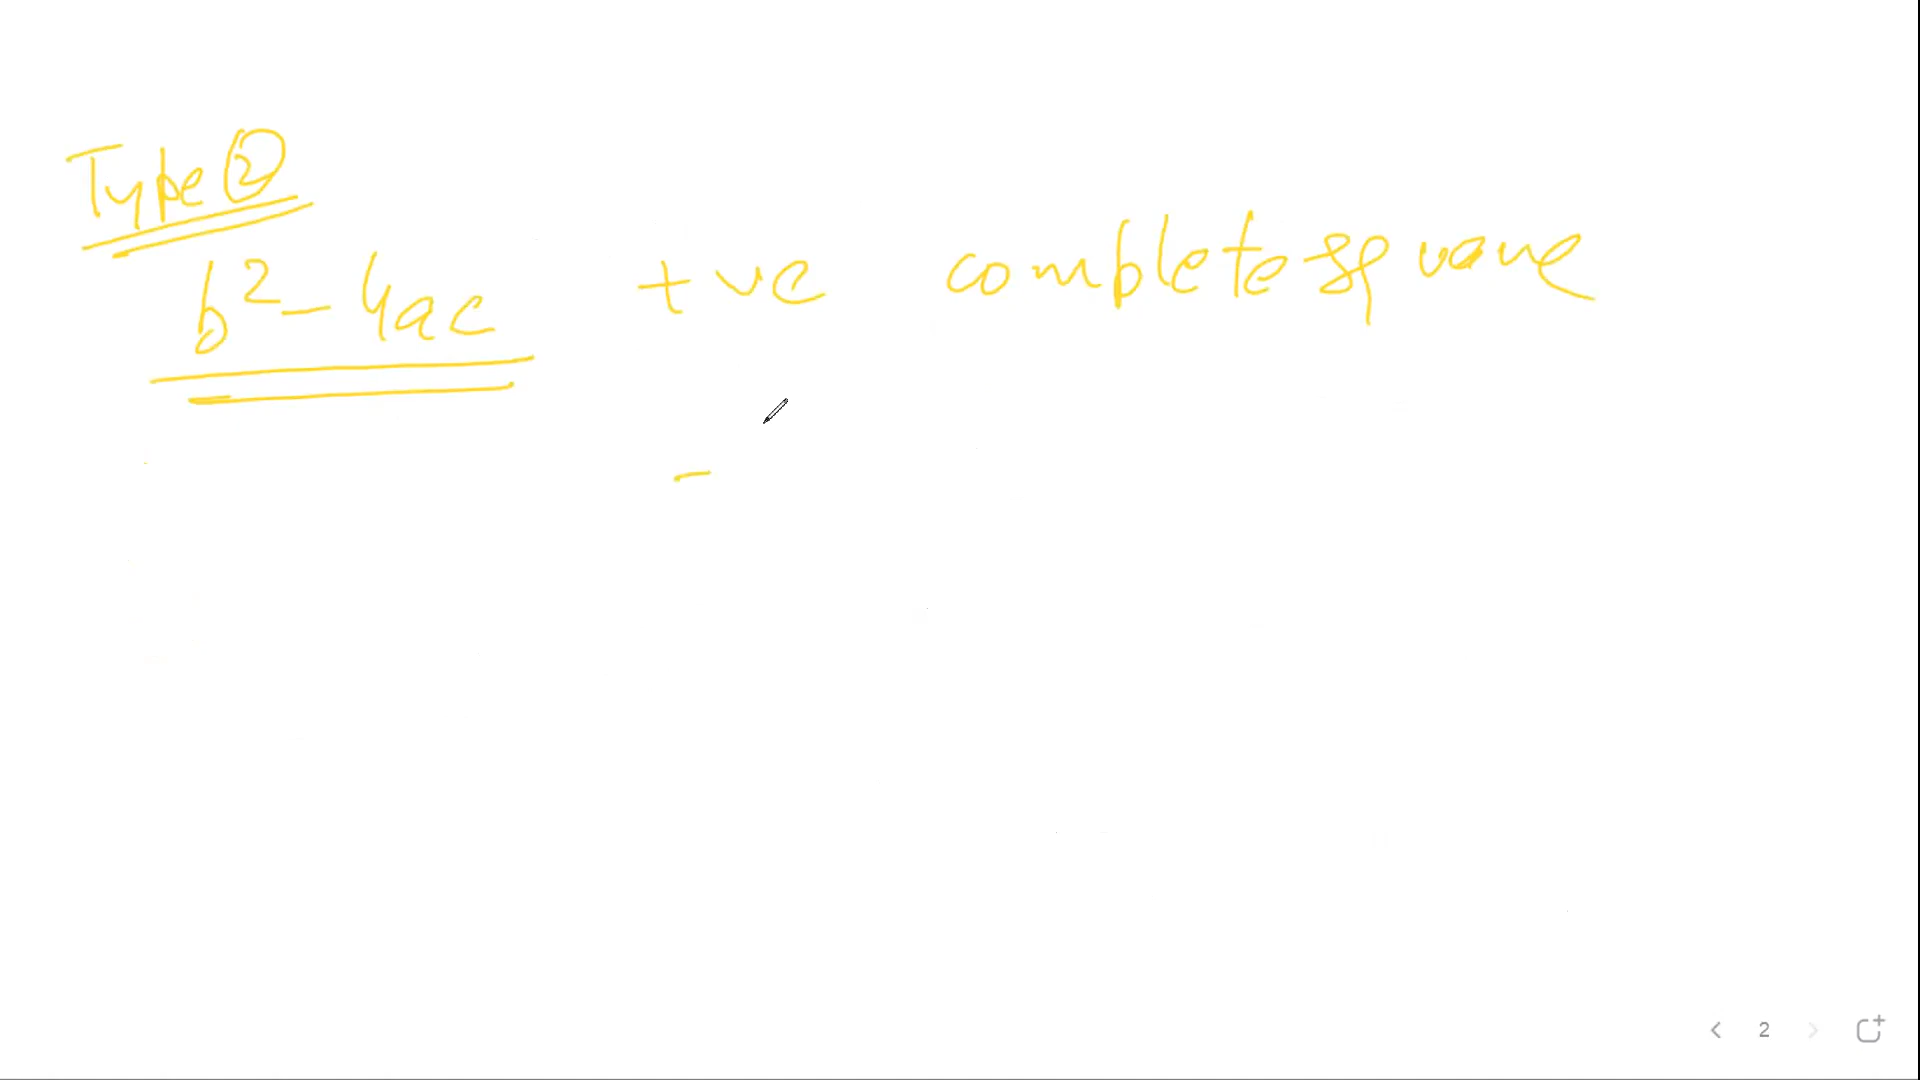 Type ②
b² - 4ac +ve complete square
-
2